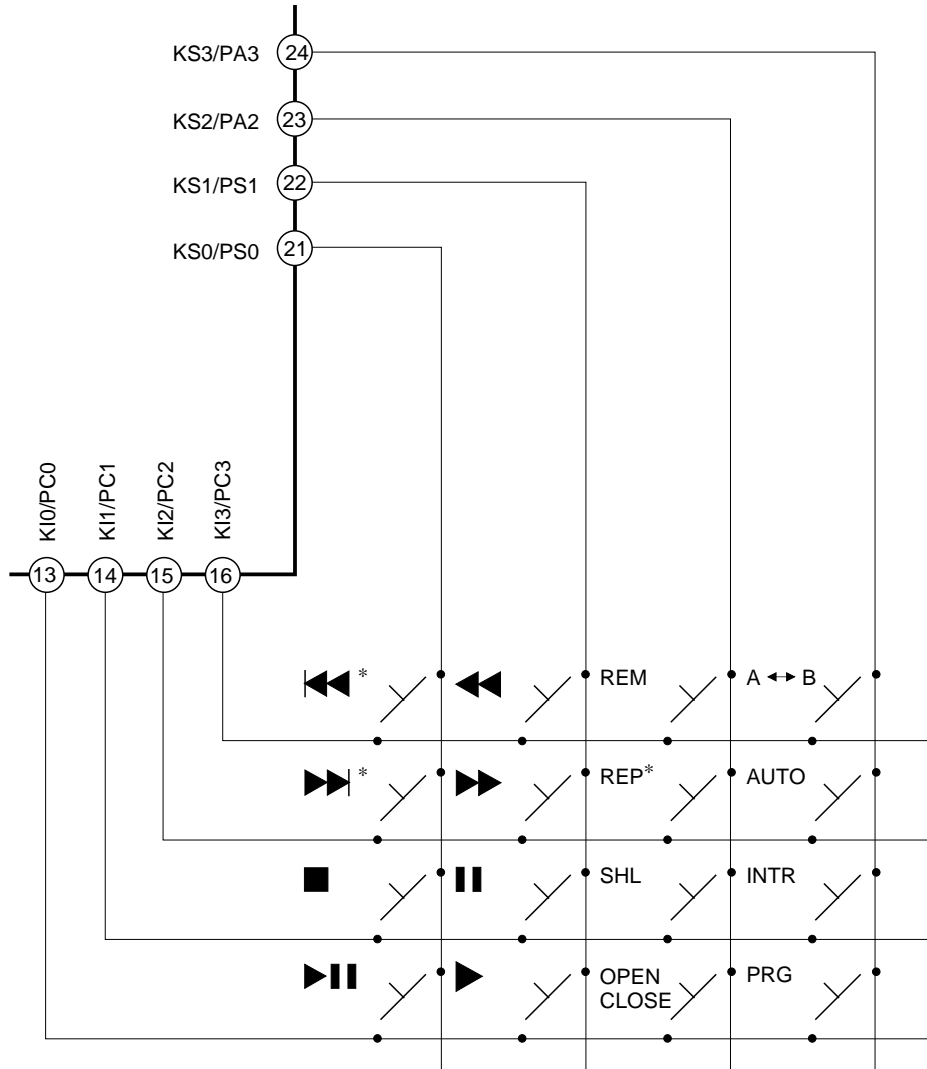 KS3/PA3 24
KS2/PA2 23
KS1/PS1 22
KS0/PS0 21
KI0/PC0
KI1/PC1
KI2/PC2
KI3/PC3
13 14 15 16
* REM A ↔ B
* REP* AUTO
SHL INTR
OPEN
CLOSE
PRG